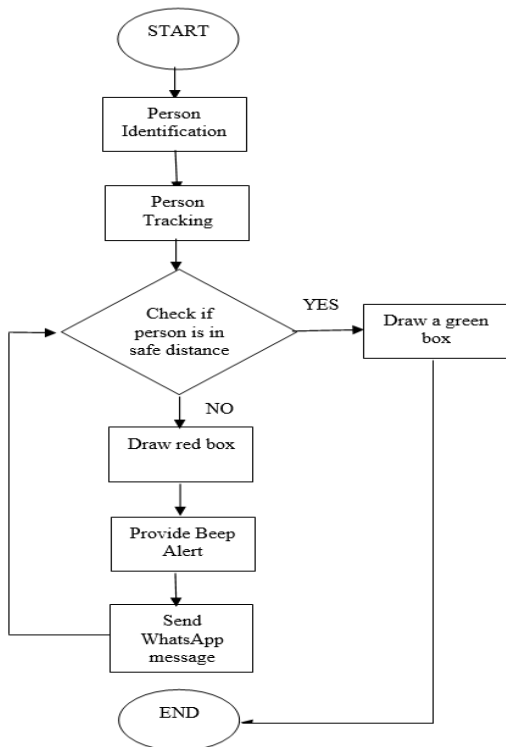 START
Person
Identification
Person
Tracking
Check if
person is in
safe distance
YES
Draw a green
box
NO
Draw red box
Provide Beep
Alert
Send
WhatsApp
message
END